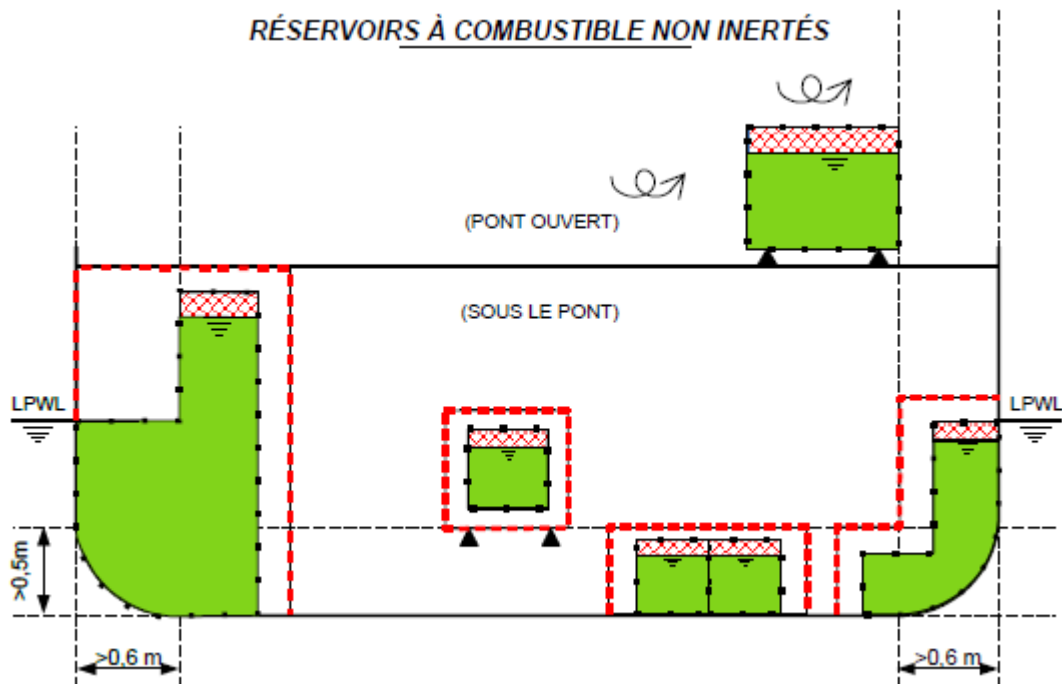 RÉSERVOIRS À COMBUSTIBLE NON INERTÉS
(PONT OUVERT)
(SOUS LE PONT)
LPWL
LPWL
>0,5m
>0,6 m
>0,6 m